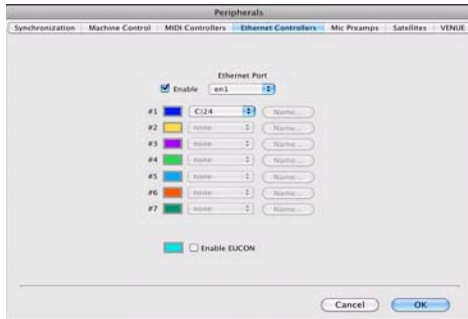 Peripherals
Synchronization Machine Control MIDI Controllers Ethernet Controllers Mic Preamps Satellites VENUE
Ethernet Port
Enable en1
#1 C|24 Name...
#2 none Name...
#3 none Name...
#4 none Name...
#5 none Name...
#6 none Name...
#7 none Name...
Enable EUCON
Cancel OK